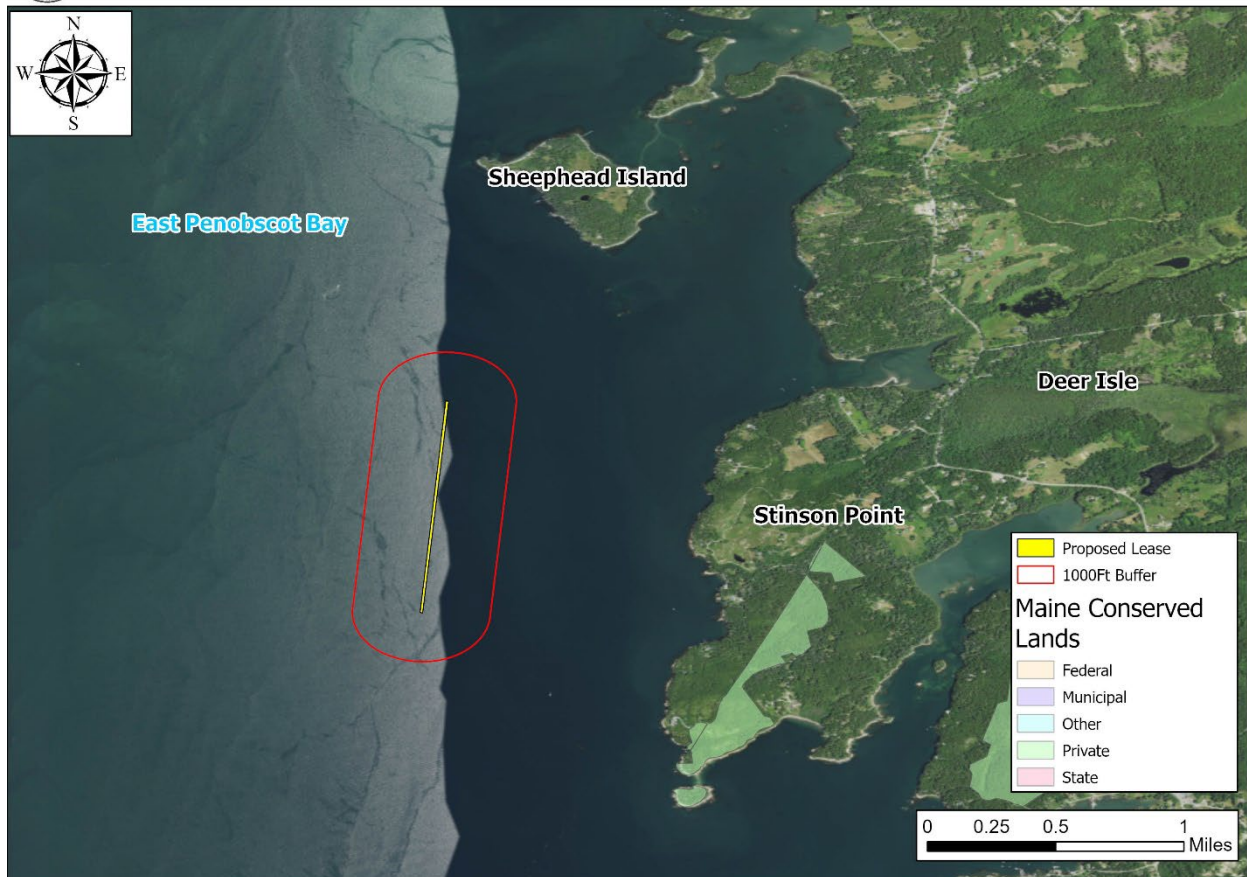 N
W E
S
Sheephead Island
East Penobscot Bay
Deer Isle
Stinson Point
Proposed Lease
1000Ft Buffer
Maine Conserved
Lands
Federal
Municipal
Other
Private
State
0 0.25 0.5 1
Miles